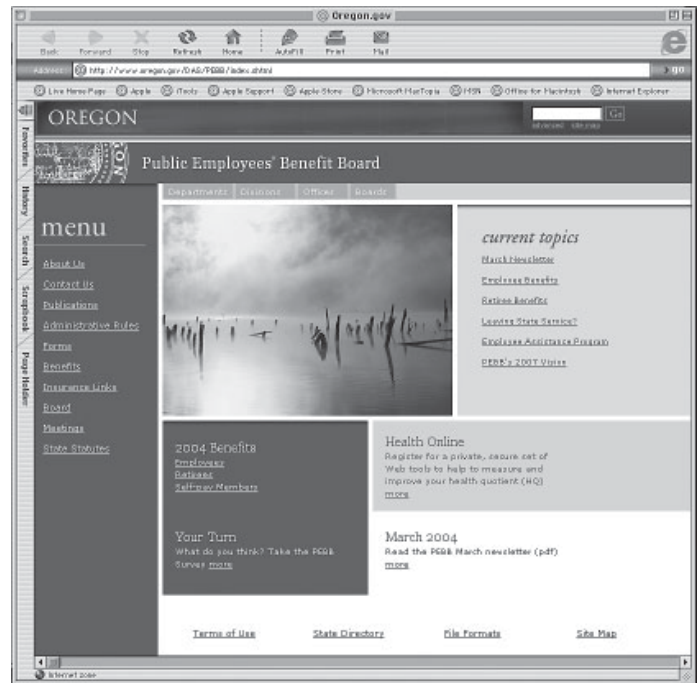 Oregon.gov
Back Forward Stop Refresh Home AutoFill Print Mail
Address: http://www.oregon.gov/DAS/PEBB/index.shtml go
Live Home Page Apple iTools Apple Support Apple Store Microsoft MacTopia MSN Office for Macintosh Internet Explorer
Favorites
History
Search
Scrapbook
Page Holder
OREGON
Go
advanced site map
Public Employees' Benefit Board
Departments Divisions Offices Boards
menu
About Us
Contact Us
Publications
Administrative Rules
Forms
Benefits
Insurance Links
Board
Meetings
State Statutes
current topics
March Newsletter
Employee Benefits
Retiree Benefits
Leaving State Service?
Employee Assistance Program
PEBB's 2007 Vision
2004 Benefits
Employees
Retirees
Self-pay Members
Health Online
Register for a private, secure set of
Web tools to help to measure and
improve your health quotient (HQ)
more
Your Turn
What do you think? Take the PEBB
Survey more
March 2004
Read the PEBB March newsletter (pdf)
more
Terms of Use State Directory File Formats Site Map
Internet zone